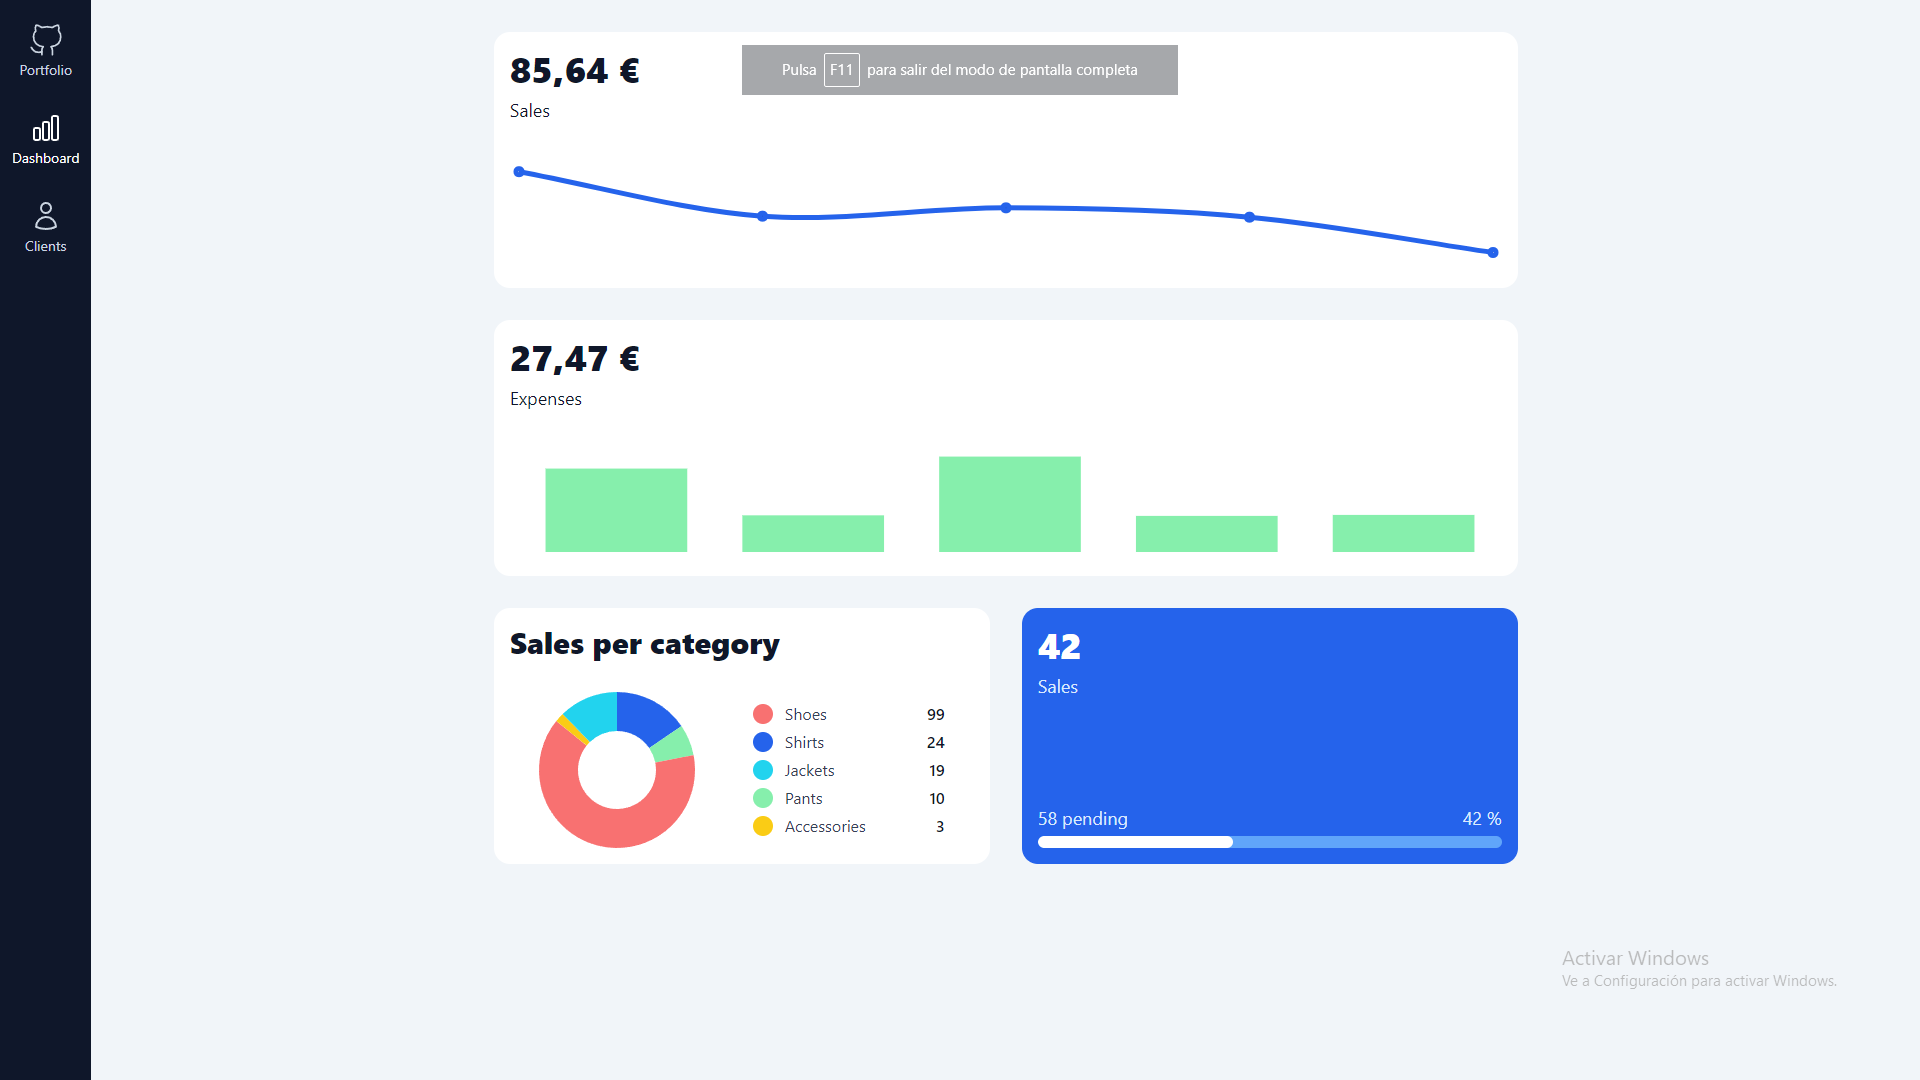 Portfolio
Dashboard
Clients
85,64 €
Sales
Pulsa F11 para salir del modo de pantalla completa
27,47 €
Expenses
Sales per category
Shoes 99
Shirts 24
Jackets 19
Pants 10
Accessories 3
42
Sales
58 pending 42 %
Activar Windows
Ve a Configuración para activar Windows.